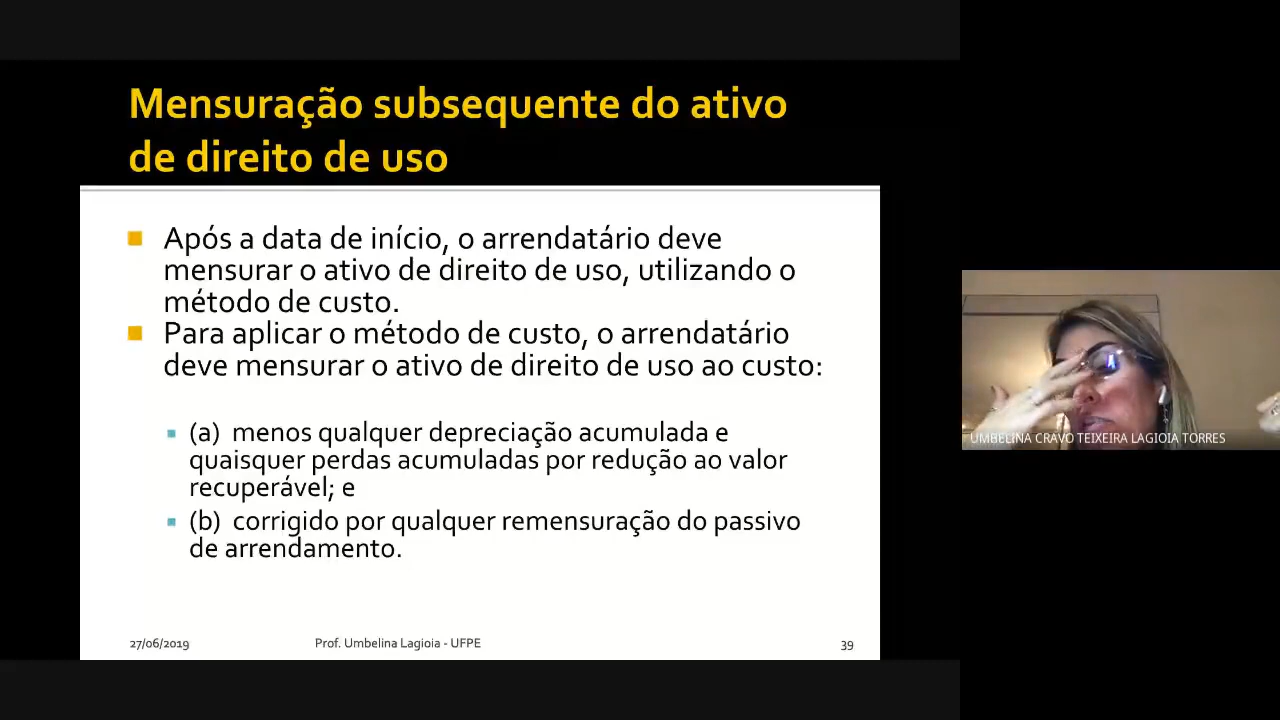 Mensuração subsequente do ativo
de direito de uso
Após a data de início, o arrendatário deve
mensurar o ativo de direito de uso, utilizando o
método de custo.
Para aplicar o método de custo, o arrendatário
deve mensurar o ativo de direito de uso ao custo:
(a) menos qualquer depreciação acumulada e
quaisquer perdas acumuladas por redução ao valor
recuperável; e
(b) corrigido por qualquer remensuração do passivo
de arrendamento.
27/06/2019
Prof. Umbelina Lagioia - UFPE
39
UMBELINA CRAVO TEIXEIRA LAGIOIA TORRES